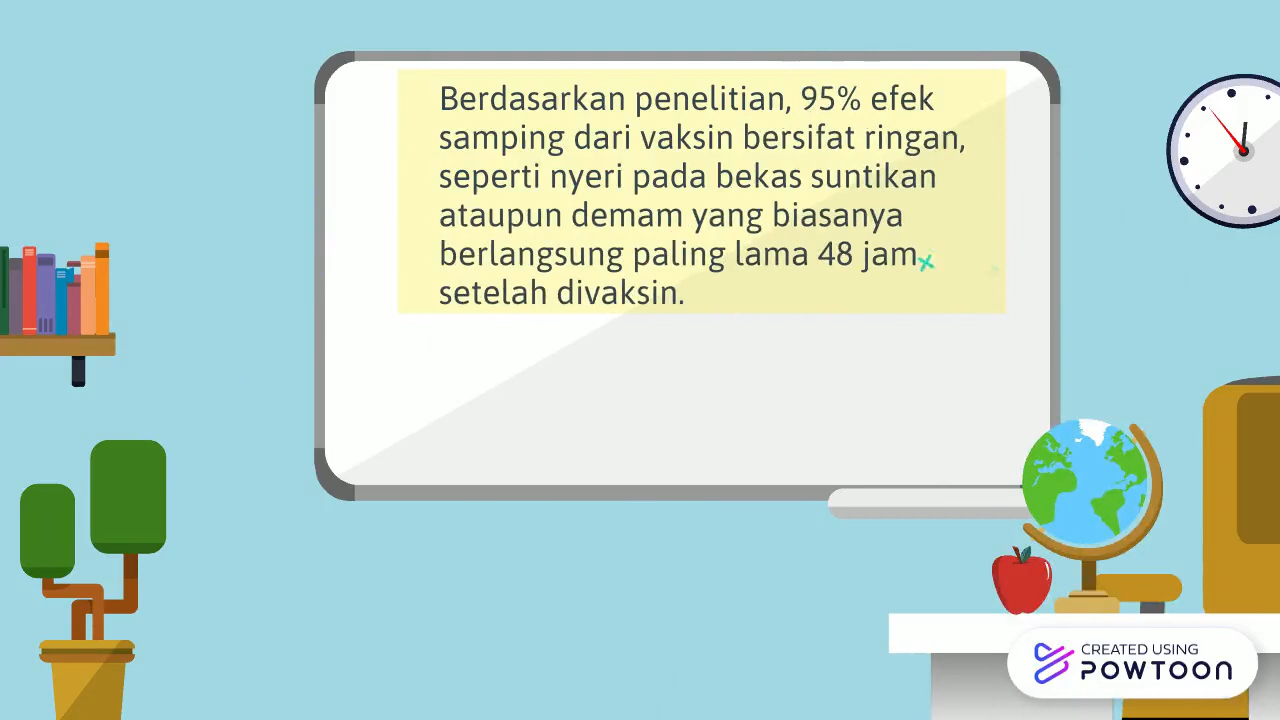 Berdasarkan penelitian, 95% efek
samping dari vaksin bersifat ringan,
seperti nyeri pada bekas suntikan
ataupun demam yang biasanya
berlangsung paling lama 48 jam
setelah divaksin.
CREATED USING
POWTOON